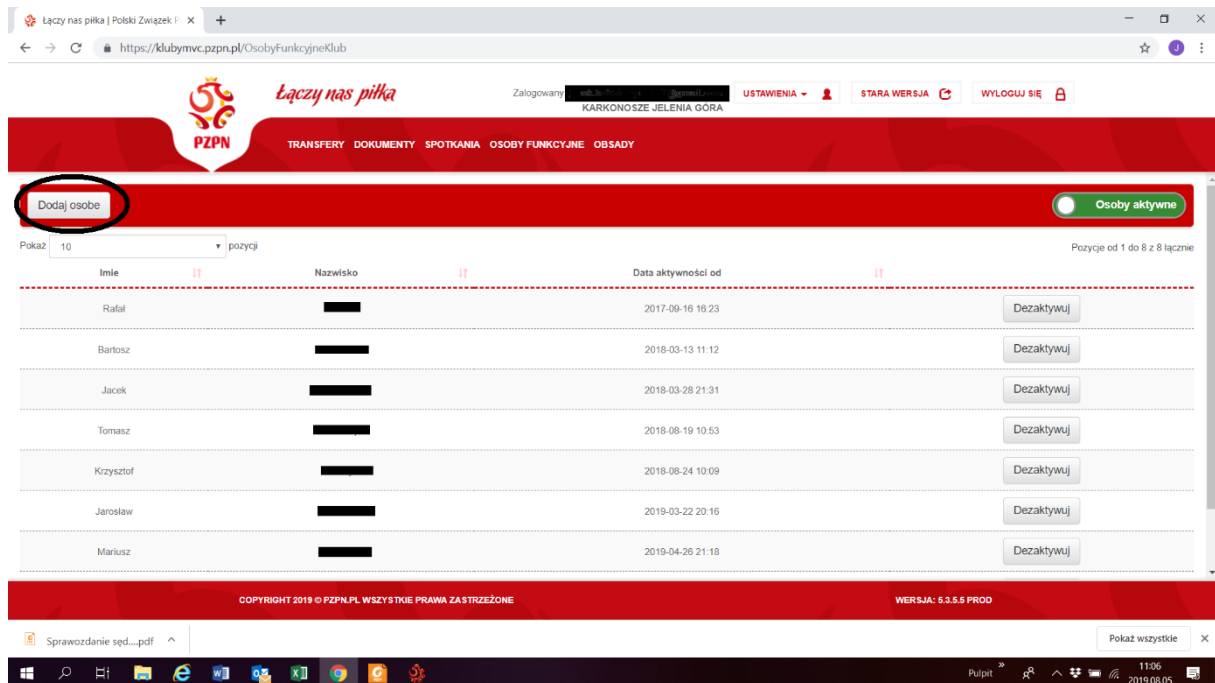 Łączy nas piłka | Polski Związek P
https://klubymvc.pzpn.pl/OsobyFunkcyjneKlub
J
PZPN
Łączy nas piłka
Zalogowany
KARKONOSZE JELENIA GÓRA
USTAWIENIA
STARA WERSJA
WYLOGUJ SIĘ
TRANSFERY DOKUMENTY SPOTKANIA OSOBY FUNKCYJNE OBSADY
Dodaj osobe
Osoby aktywne
Pokaż 10 pozycji
Pozycje od 1 do 8 z 8 łącznie
Imie Nazwisko Data aktywności od
Rafał 2017-09-16 16:23 Dezaktywuj
Bartosz 2018-03-13 11:12 Dezaktywuj
Jacek 2018-03-28 21:31 Dezaktywuj
Tomasz 2018-08-19 10:53 Dezaktywuj
Krzysztof 2018-08-24 10:09 Dezaktywuj
Jarosław 2019-03-22 20:16 Dezaktywuj
Mariusz 2019-04-26 21:18 Dezaktywuj
COPYRIGHT 2019 © PZPN.PL WSZYSTKIE PRAWA ZASTRZEŻONE
WERSJA: 5.3.5.5 PROD
Sprawozdanie sęd....pdf
Pokaż wszystkie
Pulpit
11:06
2019.08.05